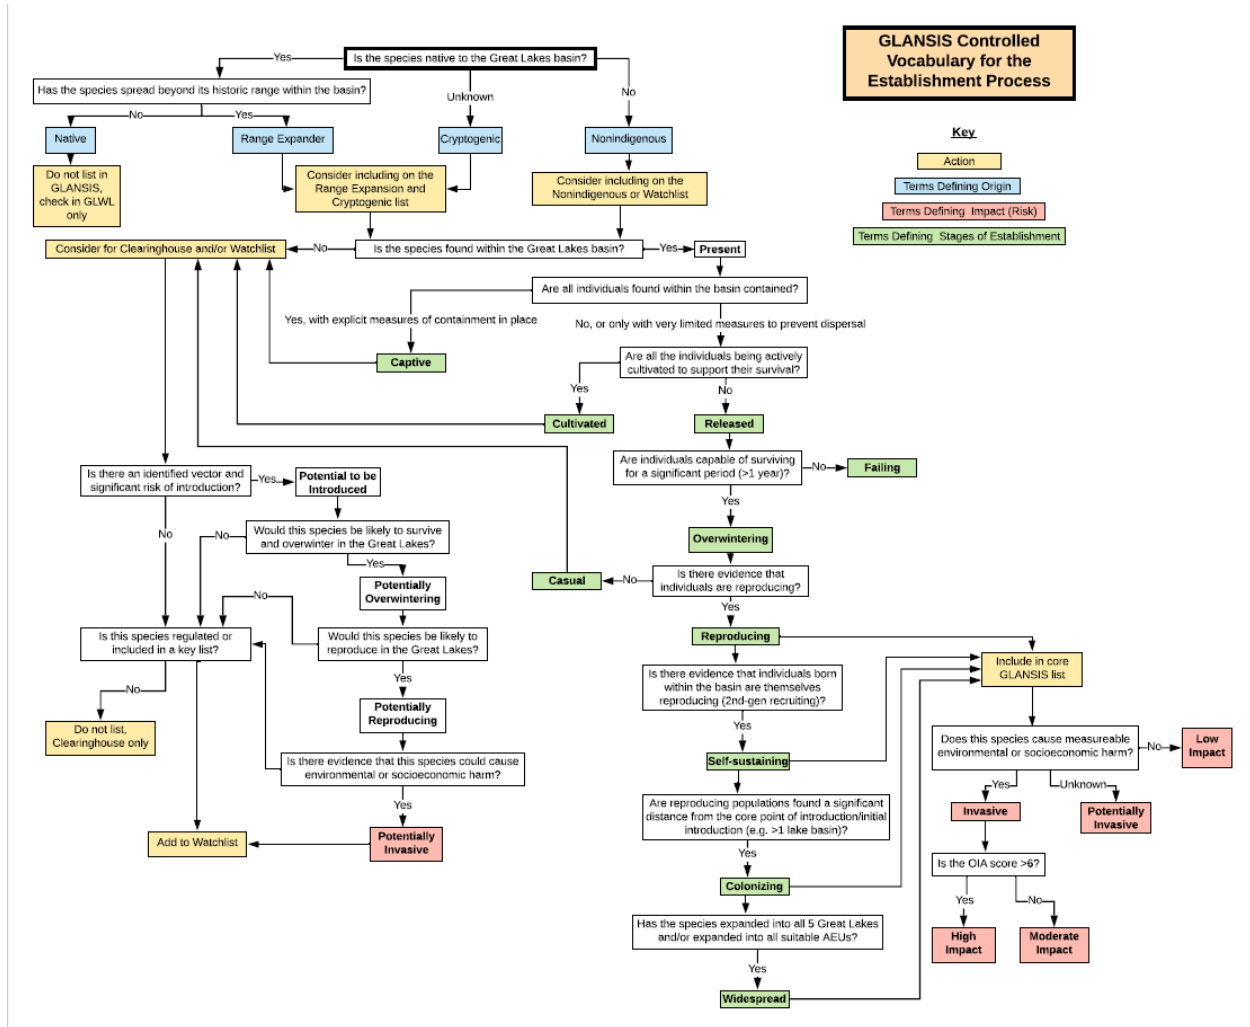 GLANSIS Controlled
Vocabulary for the
Establishment Process
Key
Action
Terms Defining Origin
Terms Defining Impact (Risk)
Terms Defining Stages of Establishment
Is the species native to the Great Lakes basin?
Yes
Unknown
No
Has the species spread beyond its historic range within the basin?
No
Yes
Native
Range Expander
Cryptogenic
Nonindigenous
Do not list in
GLANSIS,
check in GLWL
only
Consider including on the
Range Expansion and
Cryptogenic list
Consider including on the
Nonindigenous or Watchlist
Consider for Clearinghouse and/or Watchlist
No
Is the species found within the Great Lakes basin?
Yes
Present
Are all individuals found within the basin contained?
Yes, with explicit measures of containment in place
No, or only with very limited measures to prevent dispersal
Captive
Are all the individuals being actively
cultivated to support their survival?
Yes
No
Cultivated
Released
Are individuals capable of surviving
for a significant period (>1 year)?
No
Failing
Yes
Overwintering
Is there evidence that
individuals are reproducing?
No
Casual
Yes
Reproducing
Is there evidence that individuals born
within the basin are themselves
reproducing (2nd-gen recruiting)?
Yes
Self-sustaining
Are reproducing populations found a significant
distance from the core point of introduction/initial
introduction (e.g. >1 lake basin)?
Yes
Colonizing
Has the species expanded into all 5 Great Lakes
and/or expanded into all suitable AEUs?
Yes
Widespread
Is there an identified vector and
significant risk of introduction?
Yes
Potential to be
Introduced
No
Would this species be likely to survive
and overwinter in the Great Lakes?
No
Yes
Potentially
Overwintering
No
Would this species be likely to
reproduce in the Great Lakes?
Is this species regulated or
included in a key list?
Yes
No
Potentially
Reproducing
Do not list,
Clearinghouse only
Is there evidence that this species could cause
environmental or socioeconomic harm?
Yes
Potentially
Invasive
Add to Watchlist
Include in core
GLANSIS list
Does this species cause measureable
environmental or socioeconomic harm?
No
Low
Impact
Yes
Unknown
Invasive
Potentially
Invasive
Is the OIA score >6?
Yes
No
High
Impact
Moderate
Impact